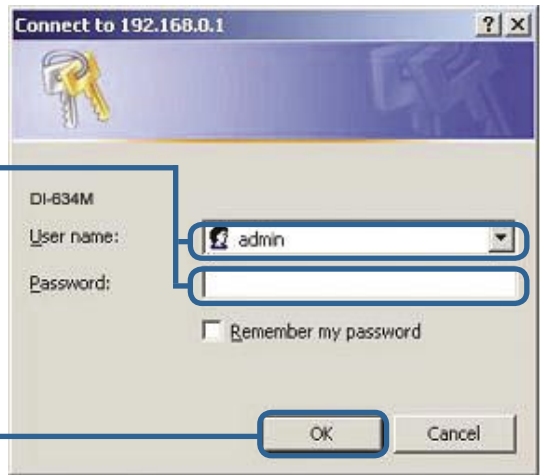 Connect to 192.168.0.1
DI-634M
User name:
admin
Password:
Remember my password
OK
Cancel